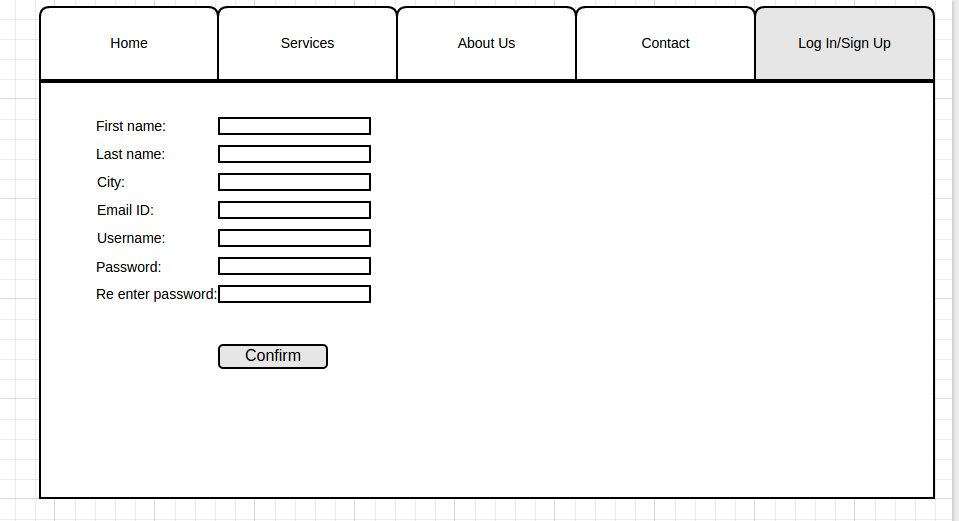 Home Services About Us Contact Log In/Sign Up
First name:
Last name:
City:
Email ID:
Username:
Password:
Re enter password:
Confirm